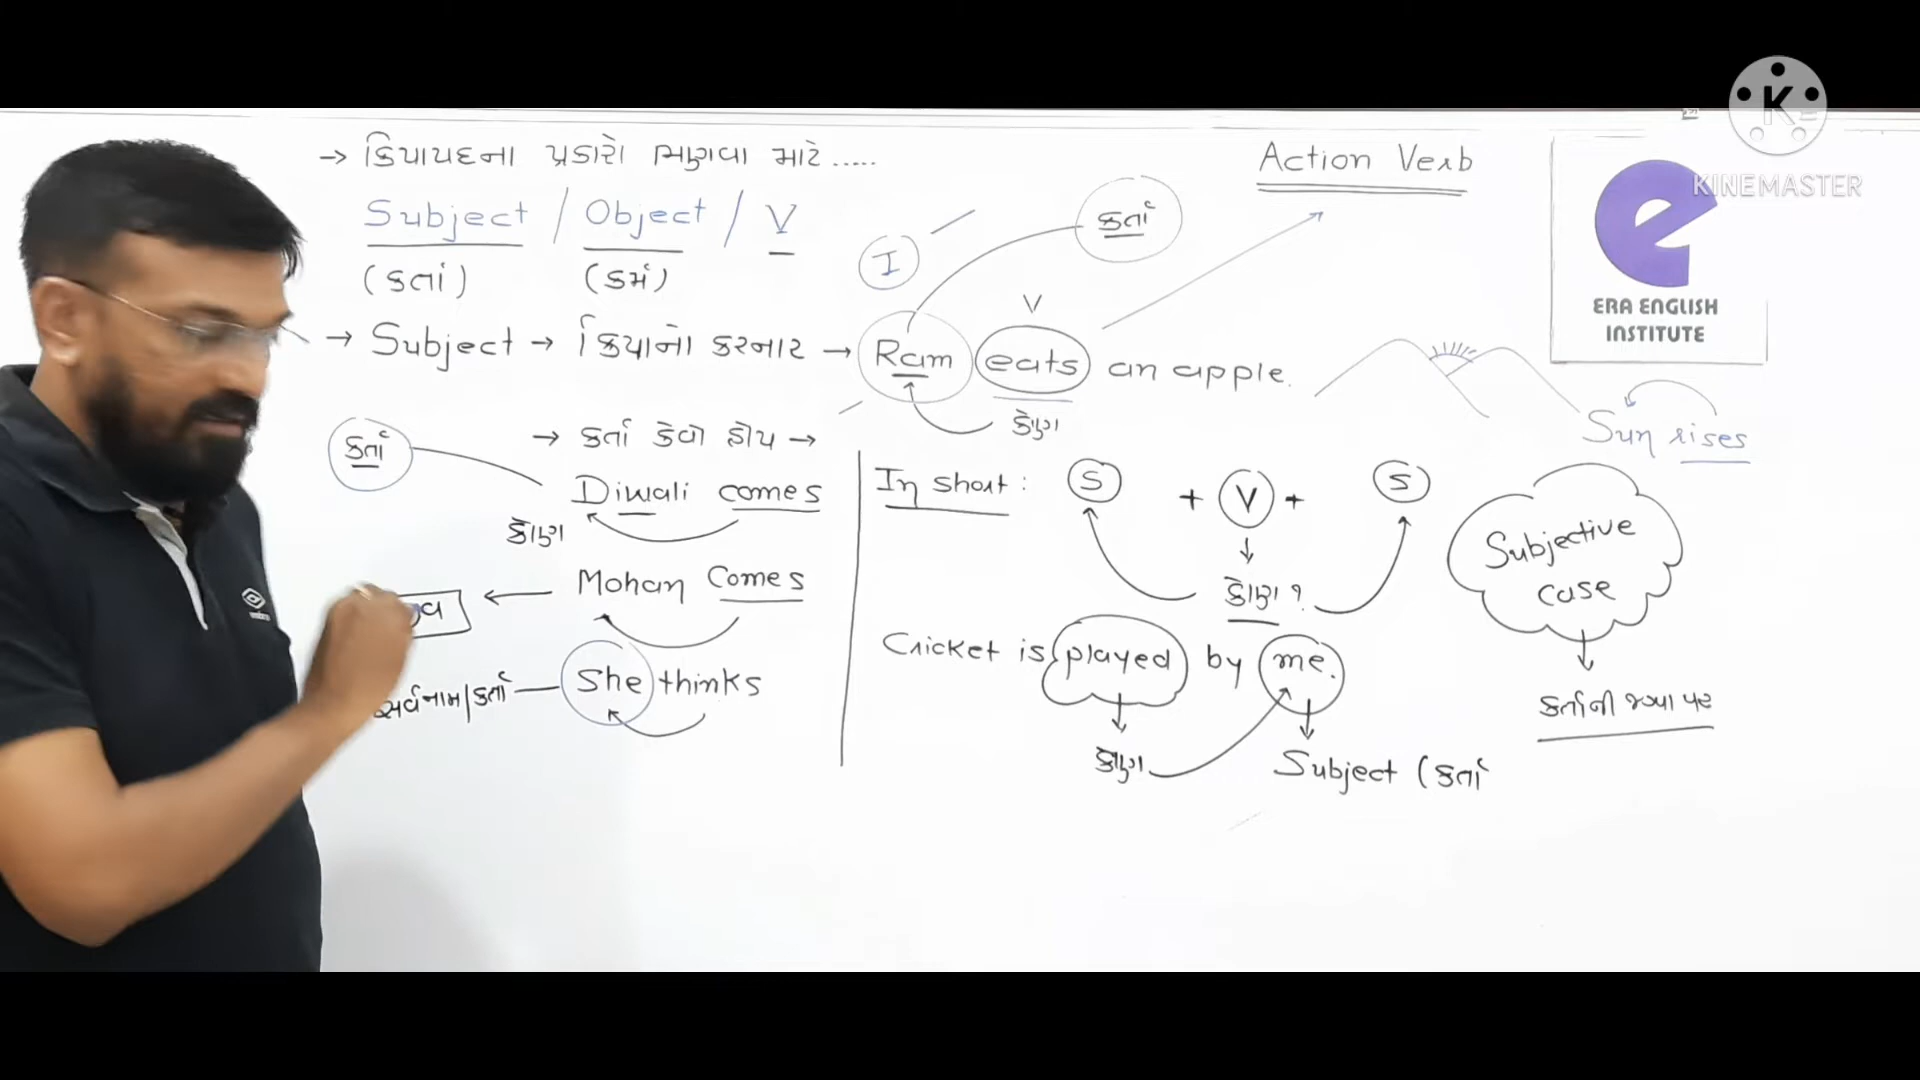 → ક્રિયાપદના પ્રકારો ભણવા માટે.....
Action Verb
KINEMASTER
ERA ENGLISH
INSTITUTE
Subject / Object / V
(કર્તા) (કર્મ)
I
કર્તા
V
→ Subject → ક્રિયાનો કરનાર → Ram eats an apple.
કોણ
Sun rises
→ કર્તા કેવો હોય →
કર્તા
Diwali comes
કોણ
Mohan Comes
સર્વનામ/કર્તા — She thinks
In short : S + V + S
કોણ ?
Cricket is played by me.
કોણ
Subject (કર્તા
Subjective
case
કર્તાની જગ્યા પર